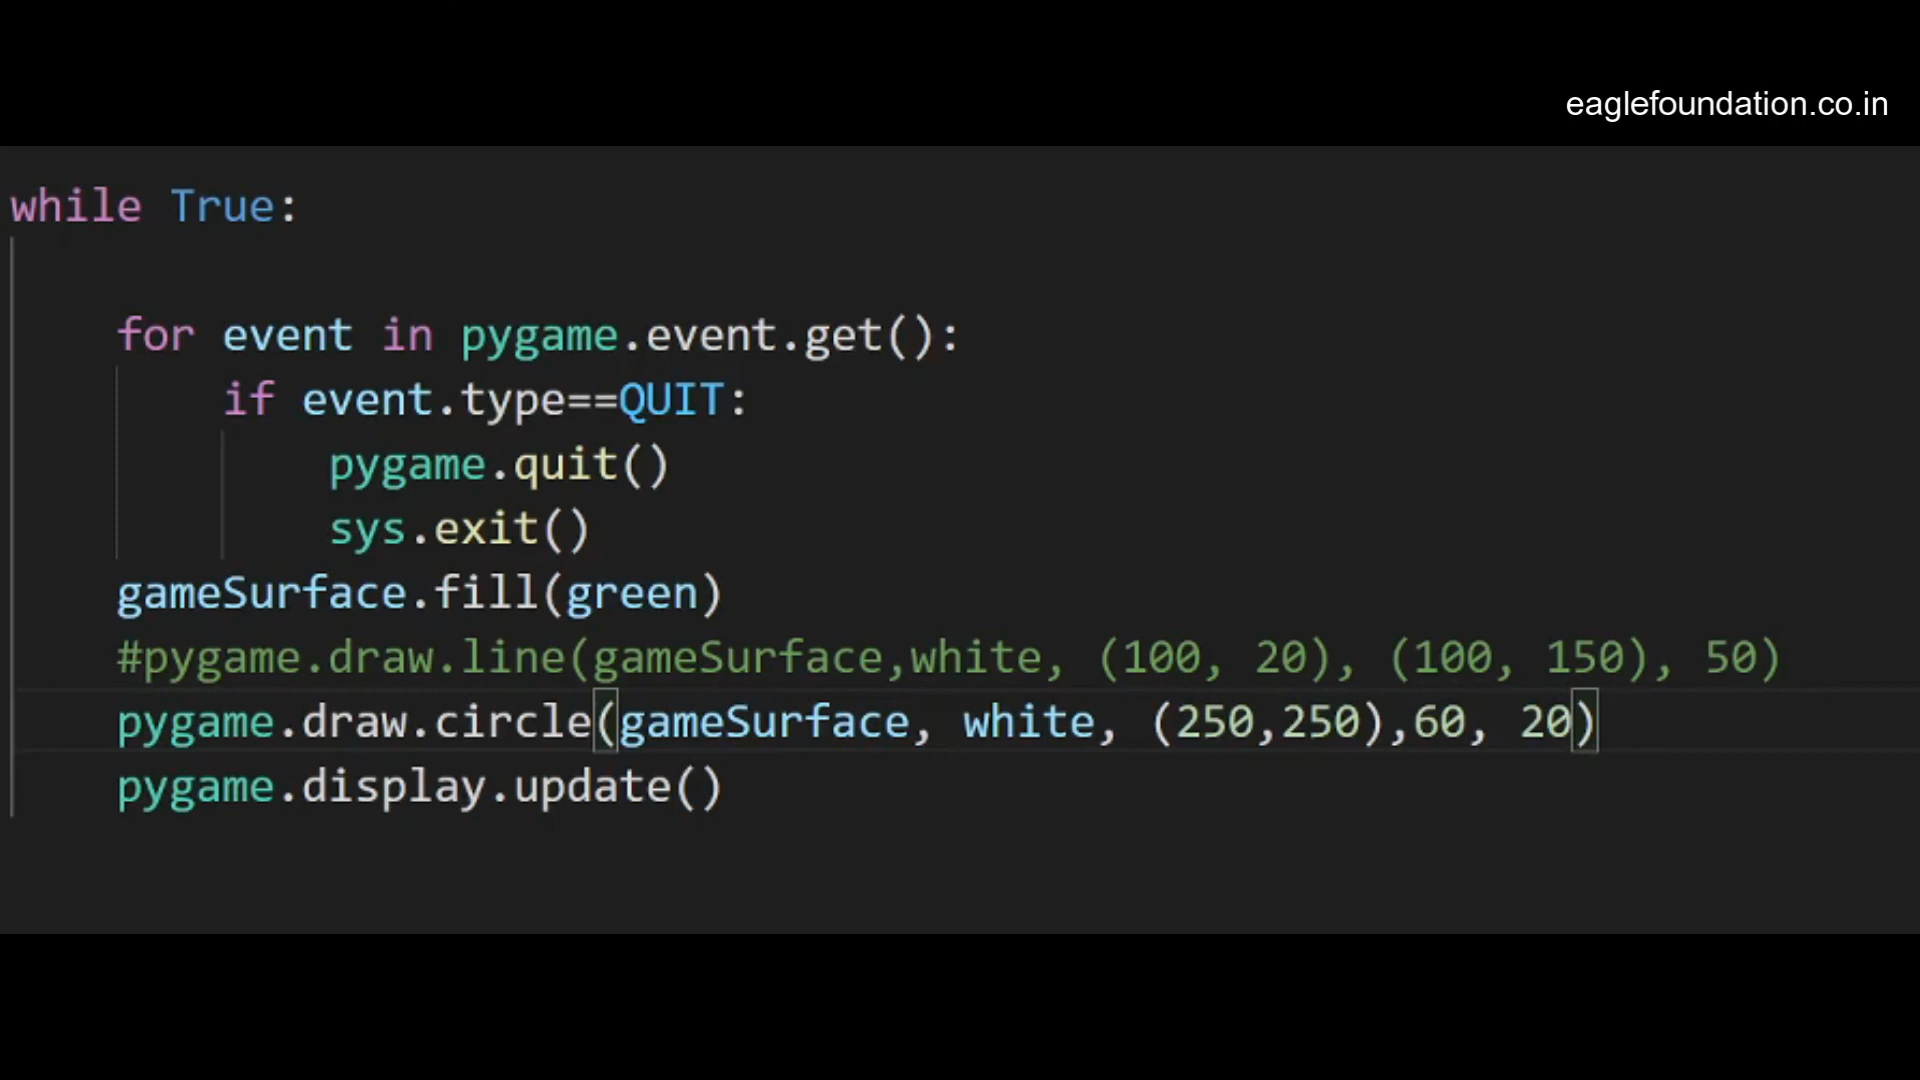 eaglefoundation.co.in
while True:
for event in pygame.event.get():
if event.type==QUIT:
pygame.quit()
sys.exit()
gameSurface.fill(green)
#pygame.draw.line(gameSurface,white, (100, 20), (100, 150), 50)
pygame.draw.circle(gameSurface, white, (250,250),60, 20)
pygame.display.update()